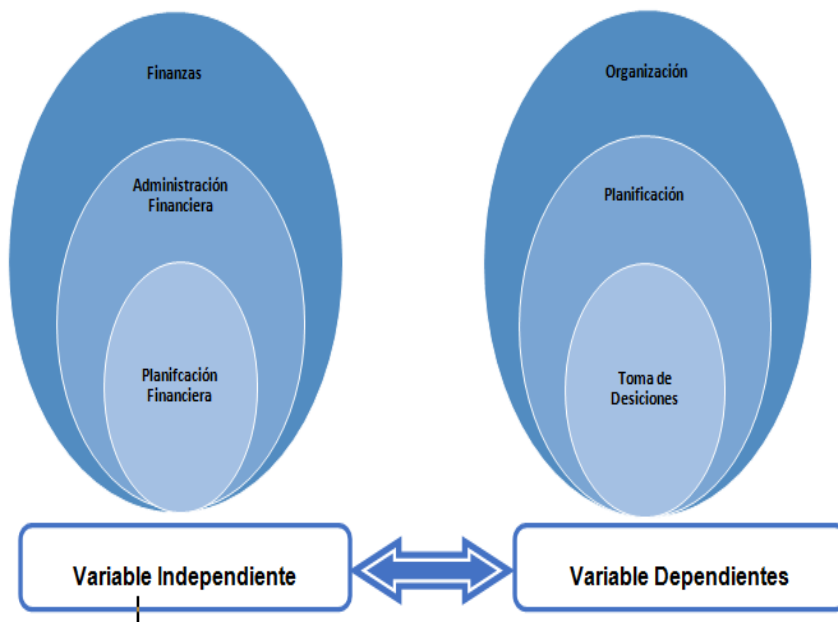 Finanzas
Administración
Financiera
Planifcación
Financiera
Variable Independiente
Organización
Planificación
Toma de
Desiciones
Variable Dependientes